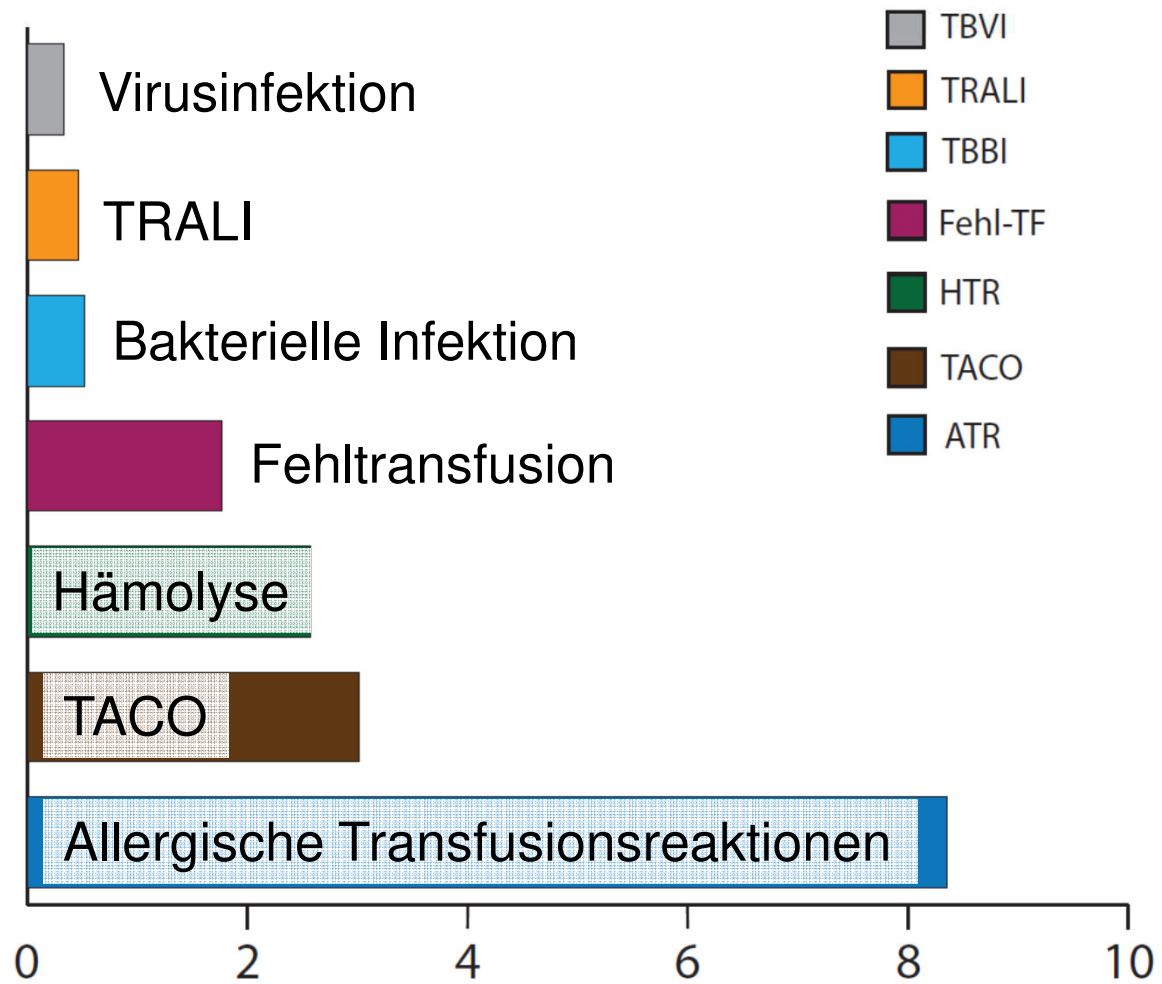 Virusinfektion
TRALI
Bakterielle Infektion
Fehltransfusion
Hämolyse
TACO
Allergische Transfusionsreaktionen
0 2 4 6 8 10
TBVI
TRALI
TBBI
Fehl-TF
HTR
TACO
ATR